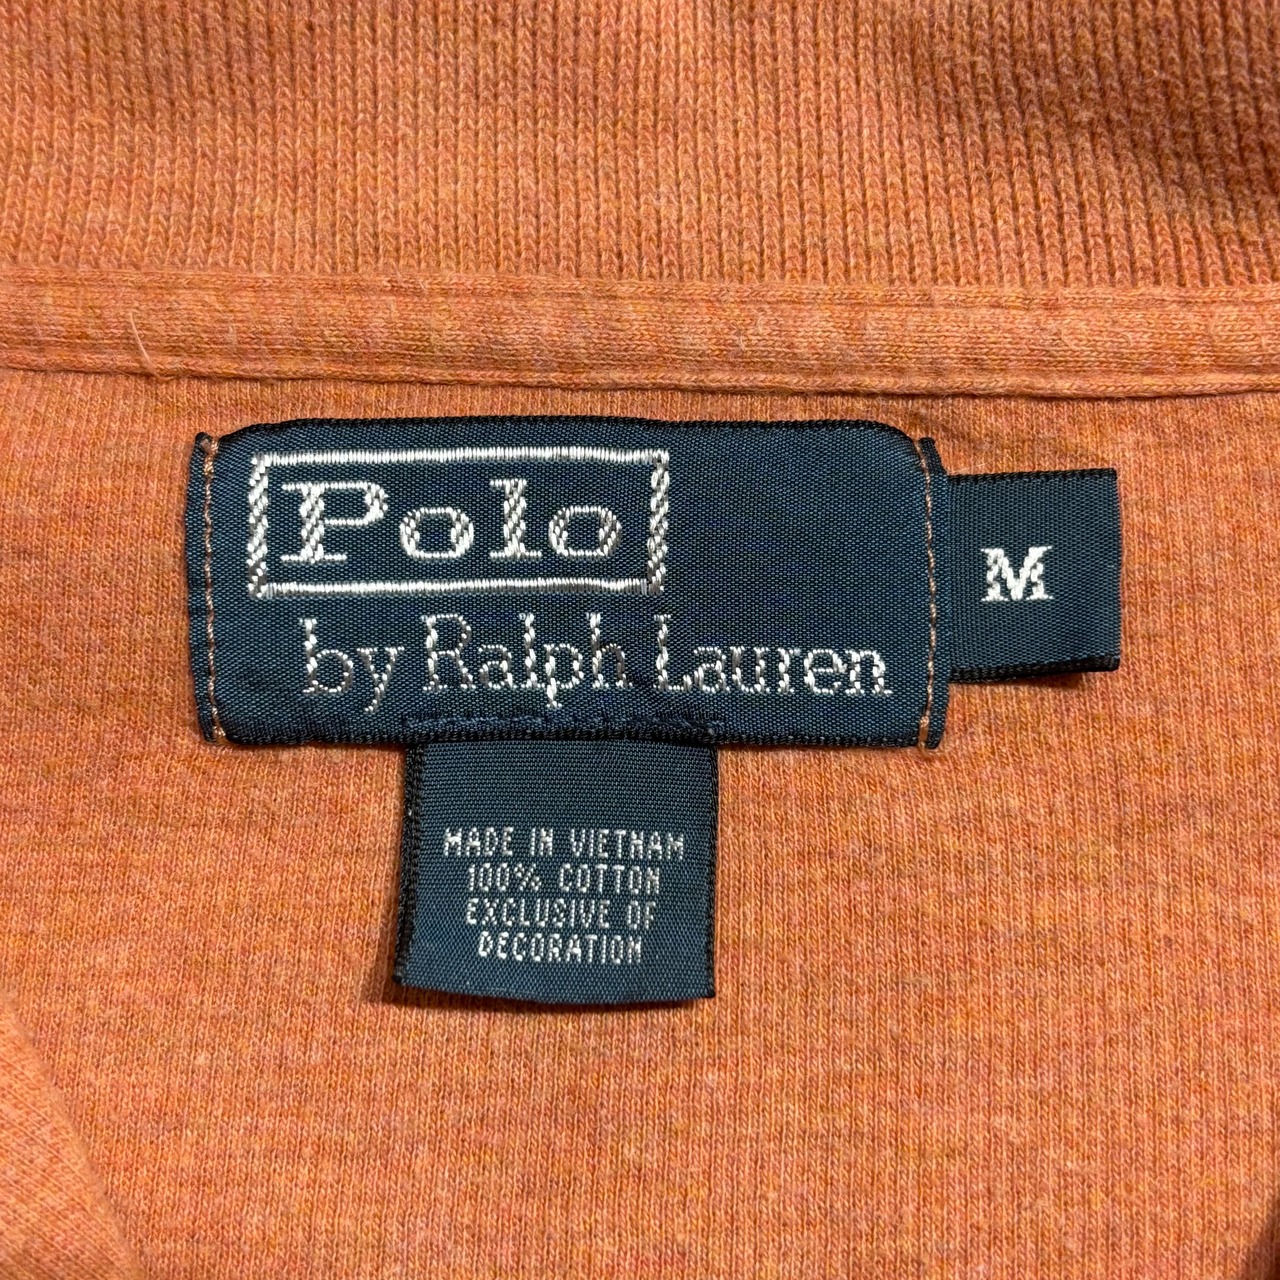 Polo
by Ralph Lauren
M
MADE IN VIETNAM
100% COTTON
EXCLUSIVE OF
DECORATION